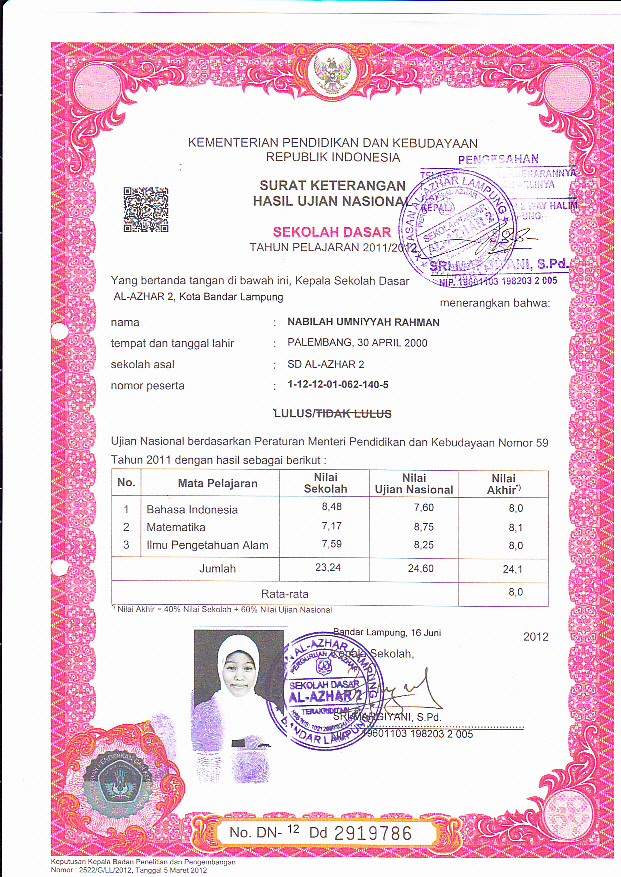 KEMENTERIAN PENDIDIKAN DAN KEBUDAYAAN
REPUBLIK INDONESIA
PENGESAHAN
SURAT KETERANGAN
HASIL UJIAN NASIONAL
SEKOLAH DASAR
TAHUN PELAJARAN 2011/2012
SRI MARGIYANI, S.Pd.
NIP. 19601103 198203 2 005
Yang bertanda tangan di bawah ini, Kepala Sekolah Dasar
AL-AZHAR 2, Kota Bandar Lampung
menerangkan bahwa:
nama : NABILAH UMNIYYAH RAHMAN
tempat dan tanggal lahir : PALEMBANG, 30 APRIL 2000
sekolah asal : SD AL-AZHAR 2
nomor peserta : 1-12-12-01-062-140-5
LULUS/TIDAK LULUS
Ujian Nasional berdasarkan Peraturan Menteri Pendidikan dan Kebudayaan Nomor 59
Tahun 2011 dengan hasil sebagai berikut :
No. Mata Pelajaran Nilai Sekolah Nilai Ujian Nasional Nilai Akhir*)
1 Bahasa Indonesia 8,48 7,60 8,0
2 Matematika 7,17 8,75 8,1
3 Ilmu Pengetahuan Alam 7,59 8,25 8,0
Jumlah 23,24 24,60 24,1
Rata-rata 8,0
*) Nilai Akhir = 40% Nilai Sekolah + 60% Nilai Ujian Nasional
Bandar Lampung, 16 Juni 2012
Kepala Sekolah,
AL-AZHAR LAMPUNG
SEKOLAH DASAR
AL-AZHAR 2
BANDAR LAMPUNG
SRI MARGIYANI, S.Pd.
19601103 198203 2 005
No. DN- 12 Dd 2919786
Keputusan Kepala Badan Penelitian dan Pengembangan
Nomor : 2522/G/LL/2012, Tanggal 5 Maret 2012